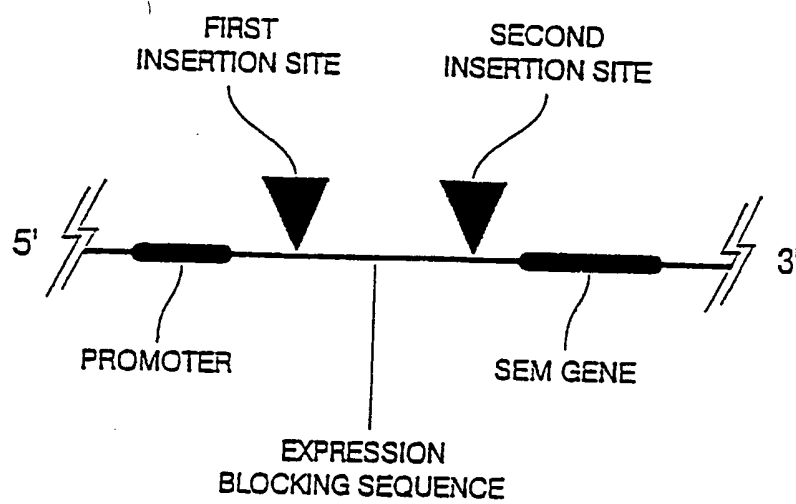 FIRST
INSERTION SITE
SECOND
INSERTION SITE
5'
3'
PROMOTER
SEM GENE
EXPRESSION
BLOCKING SEQUENCE